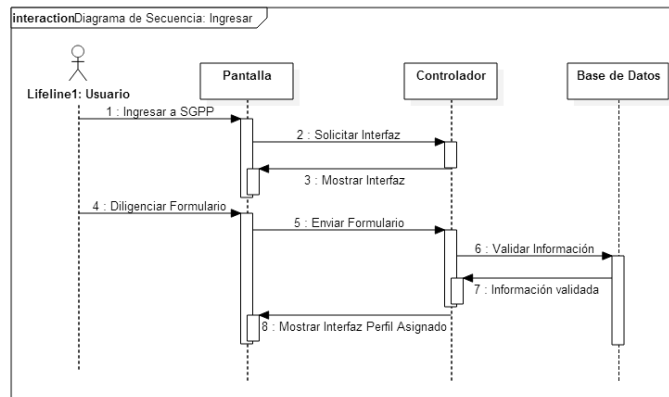 interaction Diagrama de Secuencia: Ingresar
Lifeline1: Usuario
Pantalla
Controlador
Base de Datos
1 : Ingresar a SGPP
2 : Solicitar Interfaz
3 : Mostrar Interfaz
4 : Diligenciar Formulario
5 : Enviar Formulario
6 : Validar Información
7 : Información validada
8 : Mostrar Interfaz Perfil Asignado